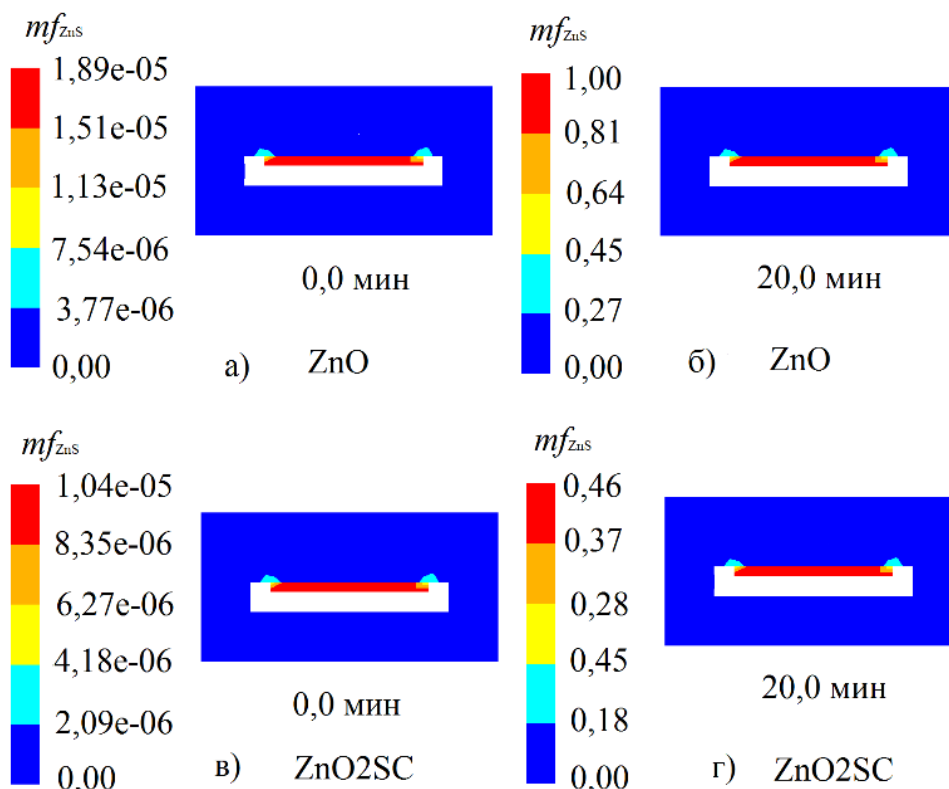 mfZnS
1,89e-05
1,51e-05
1,13e-05
7,54e-06
3,77e-06
0,00
0,0 мин
а) ZnO
mfZnS
1,00
0,81
0,64
0,45
0,27
0,00
20,0 мин
б) ZnO
mfZnS
1,04e-05
8,35e-06
6,27e-06
4,18e-06
2,09e-06
0,00
0,0 мин
в) ZnO2SC
mfZnS
0,46
0,37
0,28
0,45
0,18
0,00
20,0 мин
г) ZnO2SC